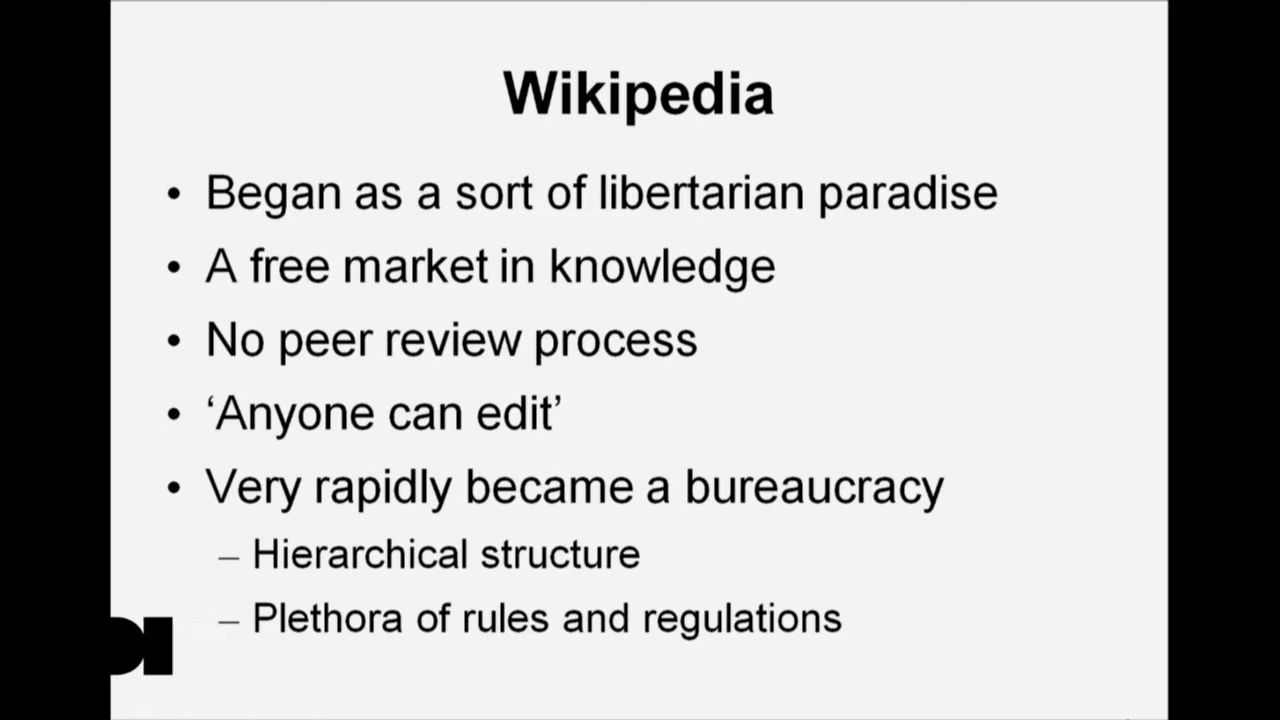 Wikipedia
• Began as a sort of libertarian paradise
• A free market in knowledge
• No peer review process
• ‘Anyone can edit’
• Very rapidly became a bureaucracy
– Hierarchical structure
– Plethora of rules and regulations